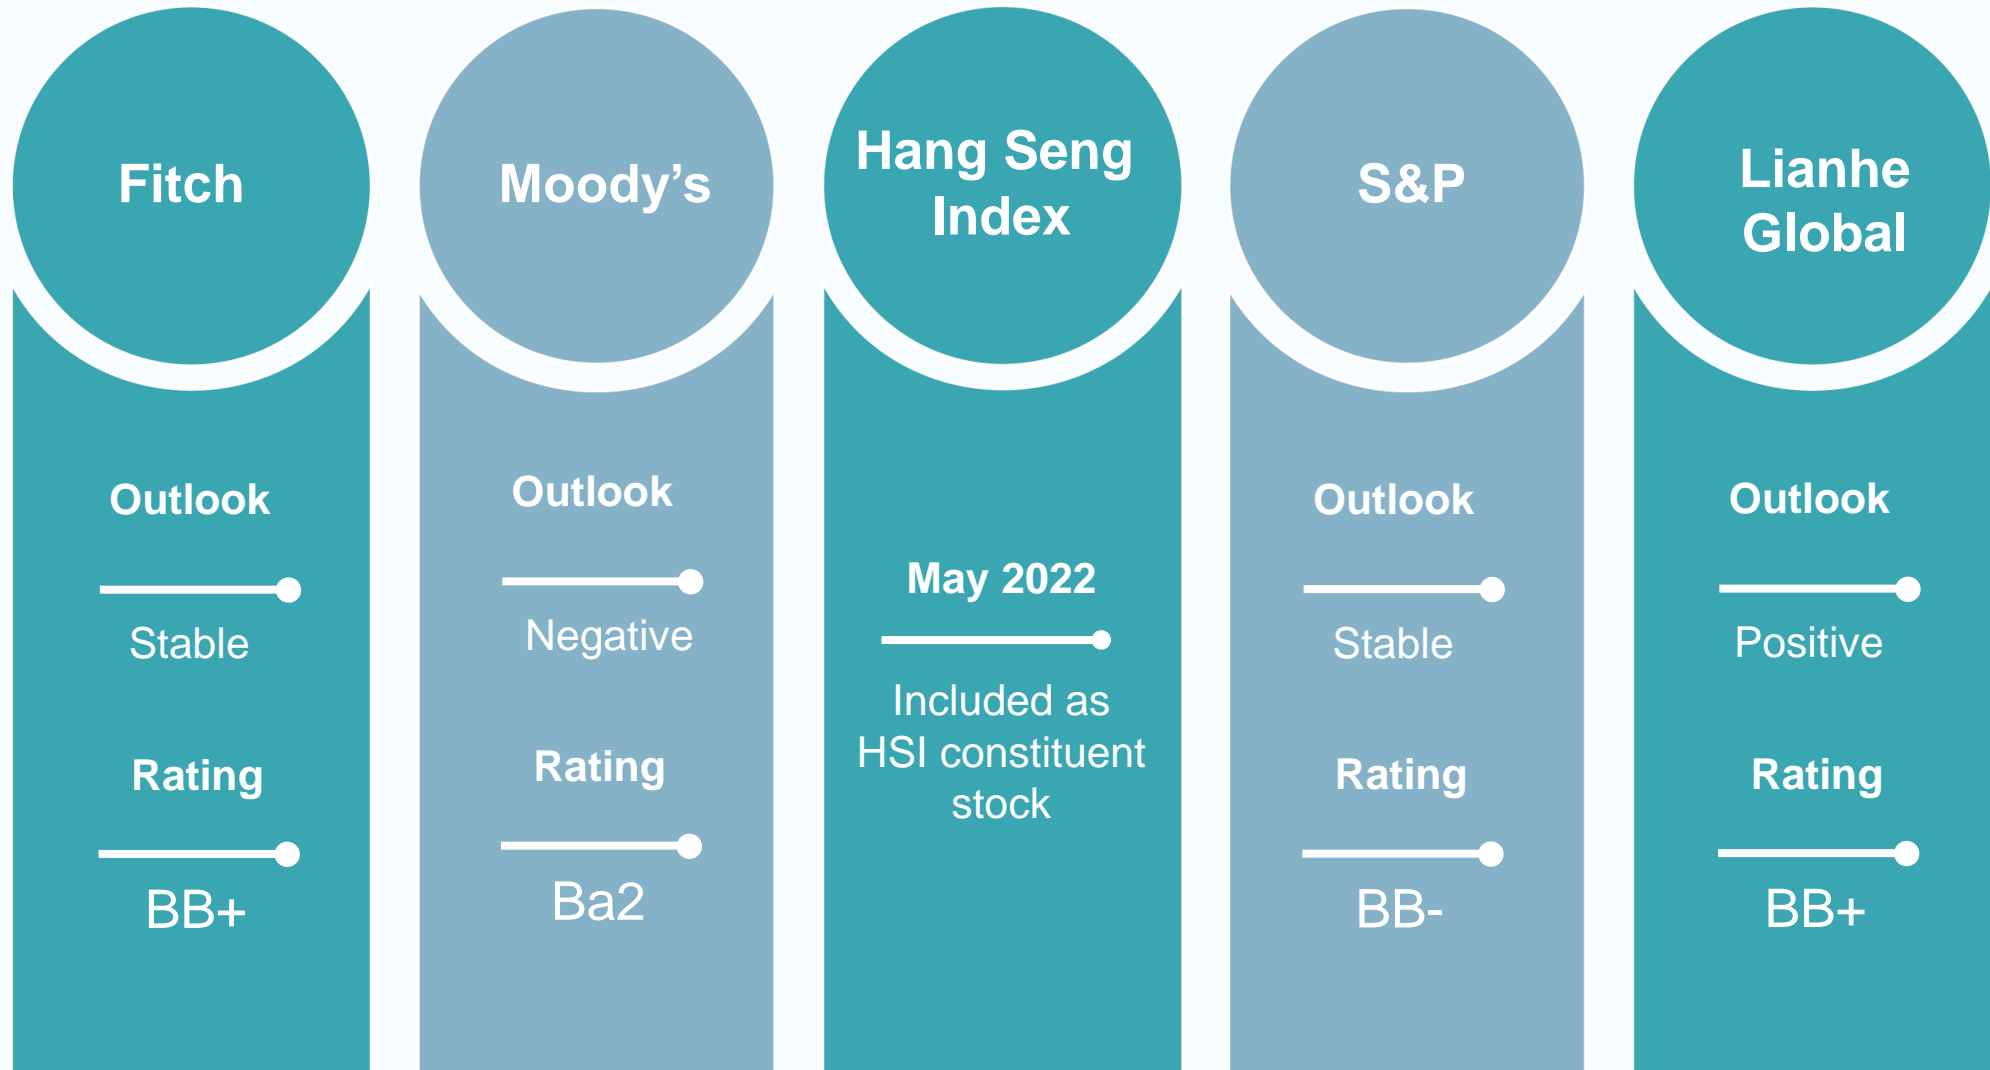 Fitch
Outlook
Stable
Rating
BB+
Moody’s
Outlook
Negative
Rating
Ba2
Hang Seng
Index
May 2022
Included as
HSI constituent
stock
S&P
Outlook
Stable
Rating
BB-
Lianhe
Global
Outlook
Positive
Rating
BB+